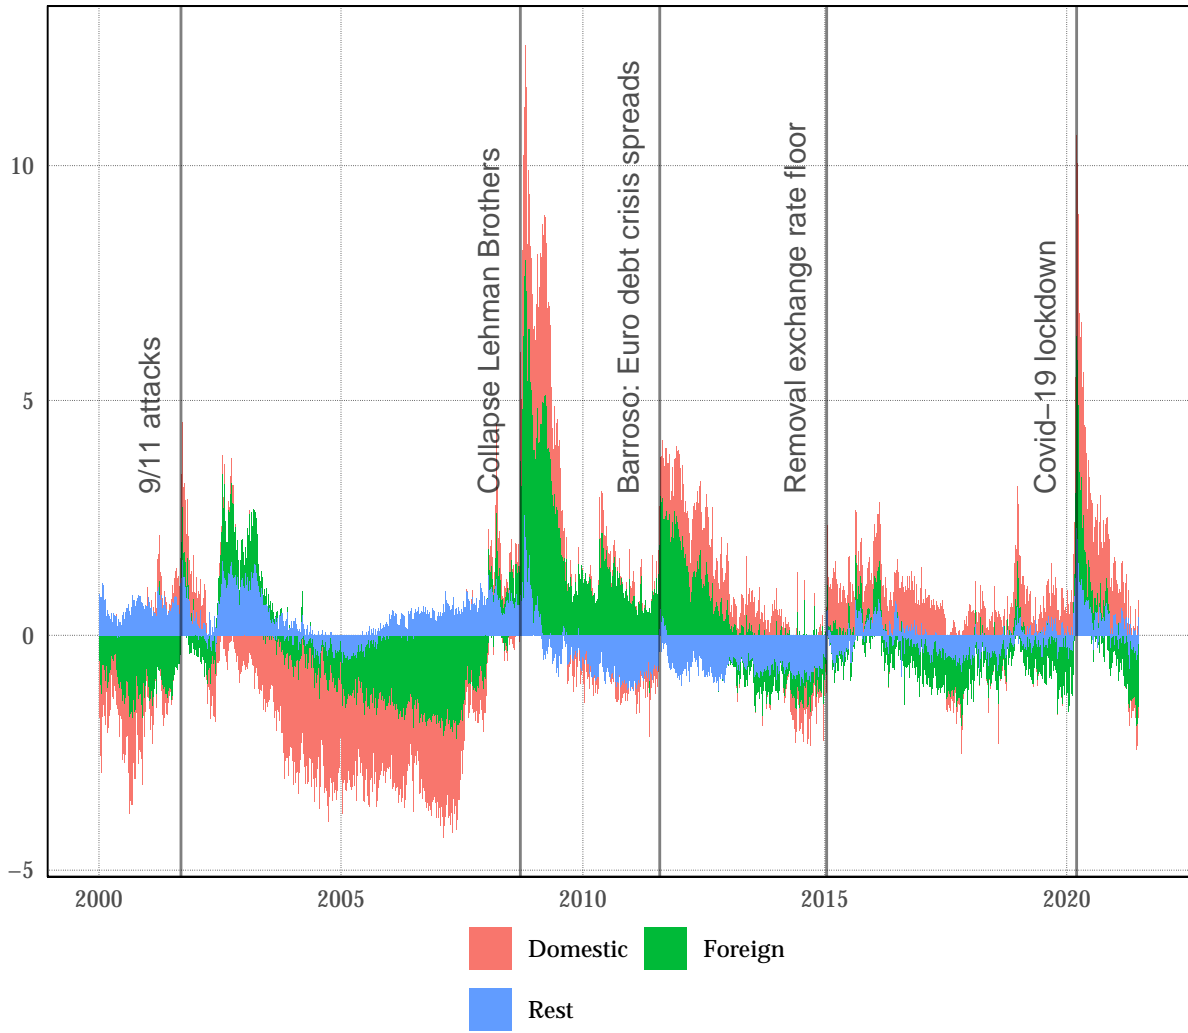 10
5
0
−5
9/11 attacks
Collapse Lehman Brothers
Barroso: Euro debt crisis spreads
Removal exchange rate floor
Covid−19 lockdown
2000
2005
2010
2015
2020
Domestic
Foreign
Rest